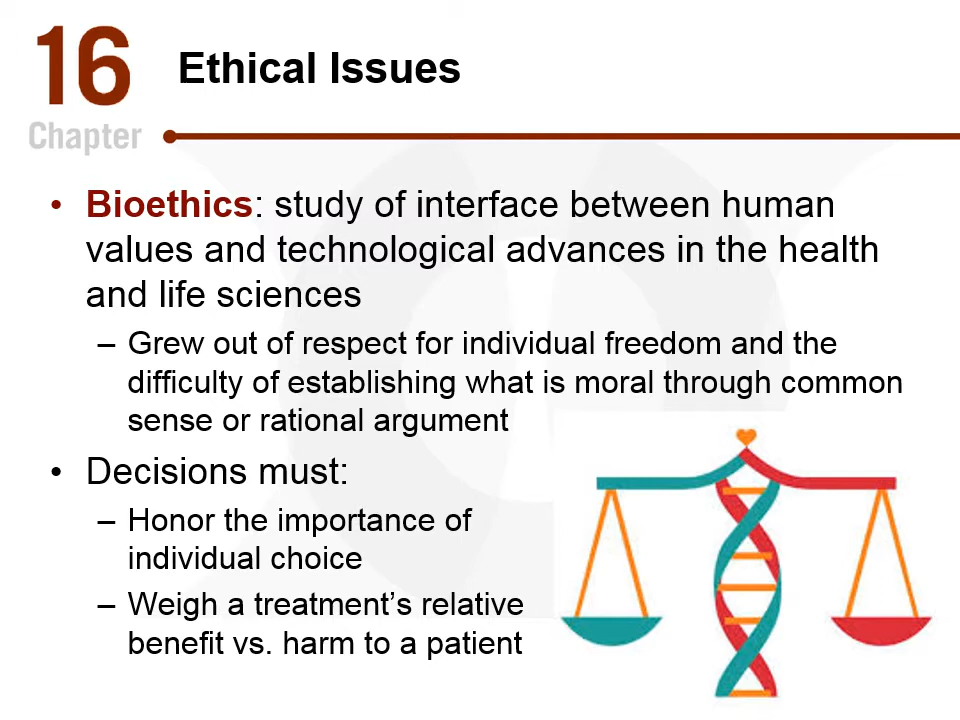 16
Chapter
Ethical Issues
• Bioethics: study of interface between human
values and technological advances in the health
and life sciences
– Grew out of respect for individual freedom and the
difficulty of establishing what is moral through common
sense or rational argument
• Decisions must:
– Honor the importance of
individual choice
– Weigh a treatment’s relative
benefit vs. harm to a patient